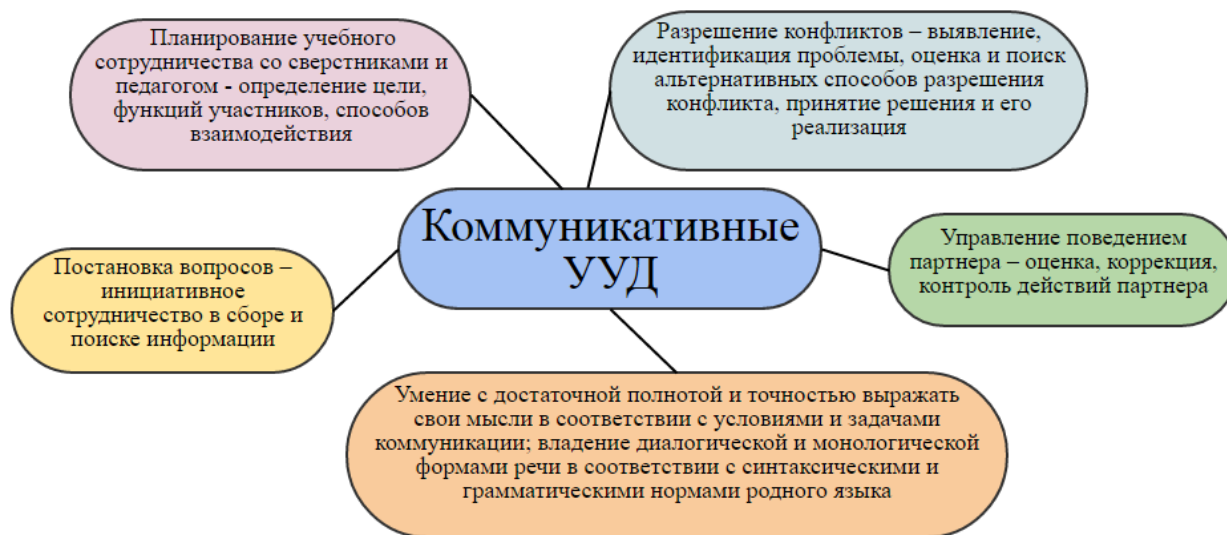 Планирование учебного
сотрудничества со сверстниками и
педагогом - определение цели,
функций участников, способов
взаимодействия
Разрешение конфликтов – выявление,
идентификация проблемы, оценка и поиск
альтернативных способов разрешения
конфликта, принятие решения и его
реализация
Коммуникативные
УУД
Постановка вопросов –
инициативное
сотрудничество в сборе и
поиске информации
Управление поведением
партнера – оценка, коррекция,
контроль действий партнера
Умение с достаточной полнотой и точностью выражать
свои мысли в соответствии с условиями и задачами
коммуникации; владение диалогической и монологической
формами речи в соответствии с синтаксическими и
грамматическими нормами родного языка